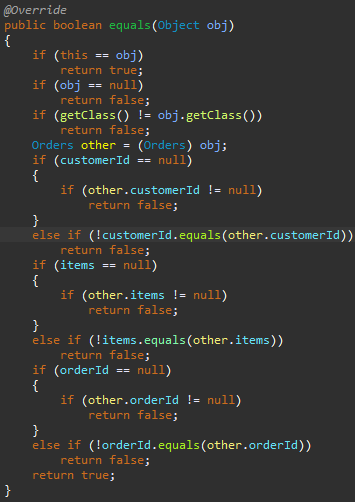 @Override
public boolean equals(Object obj)
{
    if (this == obj)
        return true;
    if (obj == null)
        return false;
    if (getClass() != obj.getClass())
        return false;
    Orders other = (Orders) obj;
    if (customerId == null)
    {
        if (other.customerId != null)
            return false;
    }
    else if (!customerId.equals(other.customerId))
        return false;
    if (items == null)
    {
        if (other.items != null)
            return false;
    }
    else if (!items.equals(other.items))
        return false;
    if (orderId == null)
    {
        if (other.orderId != null)
            return false;
    }
    else if (!orderId.equals(other.orderId))
        return false;
    return true;
}